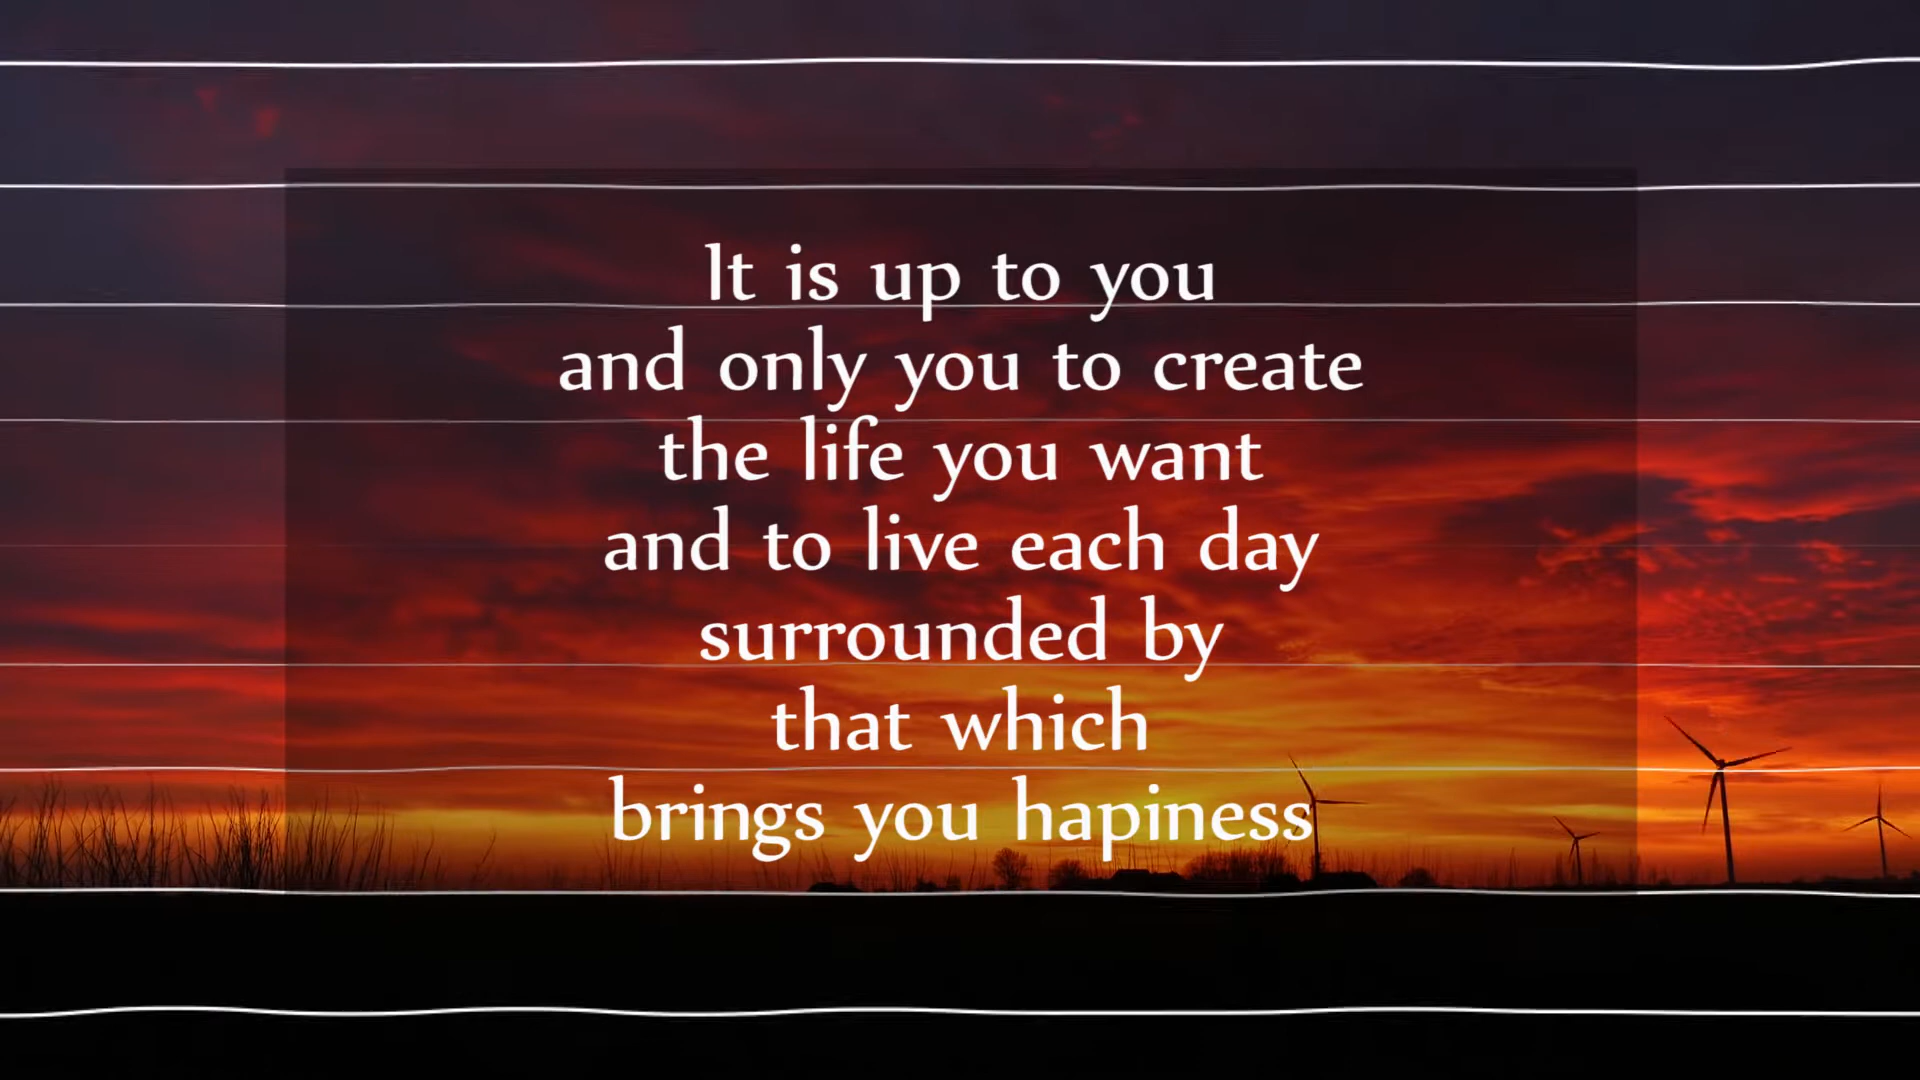 It is up to you
and only you to create
the life you want
and to live each day
surrounded by
that which
brings you hapiness